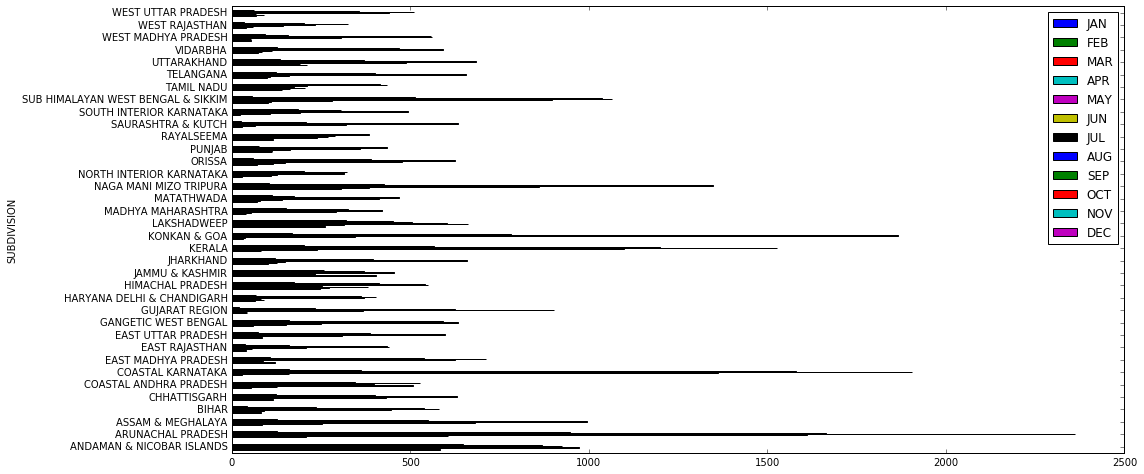 WEST UTTAR PRADESH
WEST RAJASTHAN
WEST MADHYA PRADESH
VIDARBHA
UTTARAKHAND
TELANGANA
TAMIL NADU
SUB HIMALAYAN WEST BENGAL & SIKKIM
SOUTH INTERIOR KARNATAKA
SAURASHTRA & KUTCH
RAYALSEEMA
PUNJAB
ORISSA
NORTH INTERIOR KARNATAKA
NAGA MANI MIZO TRIPURA
MATATHWADA
MADHYA MAHARASHTRA
LAKSHADWEEP
KONKAN & GOA
KERALA
JHARKHAND
JAMMU & KASHMIR
HIMACHAL PRADESH
HARYANA DELHI & CHANDIGARH
GUJARAT REGION
GANGETIC WEST BENGAL
EAST UTTAR PRADESH
EAST RAJASTHAN
EAST MADHYA PRADESH
COASTAL KARNATAKA
COASTAL ANDHRA PRADESH
CHHATTISGARH
BIHAR
ASSAM & MEGHALAYA
ARUNACHAL PRADESH
ANDAMAN & NICOBAR ISLANDS
SUBDIVISION
0 500 1000 1500 2000 2500
JAN
FEB
MAR
APR
MAY
JUN
JUL
AUG
SEP
OCT
NOV
DEC